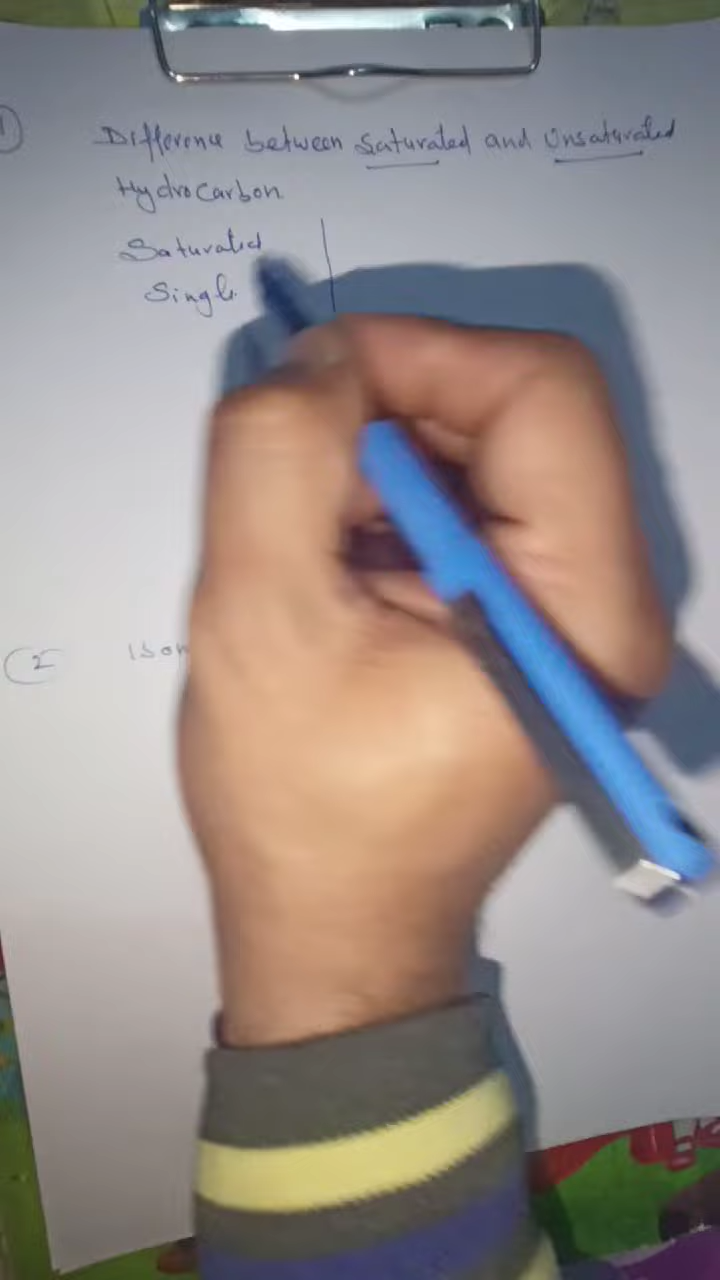 1
Difference between Saturated and Unsaturated
Hydrocarbon
Saturated
Single
2